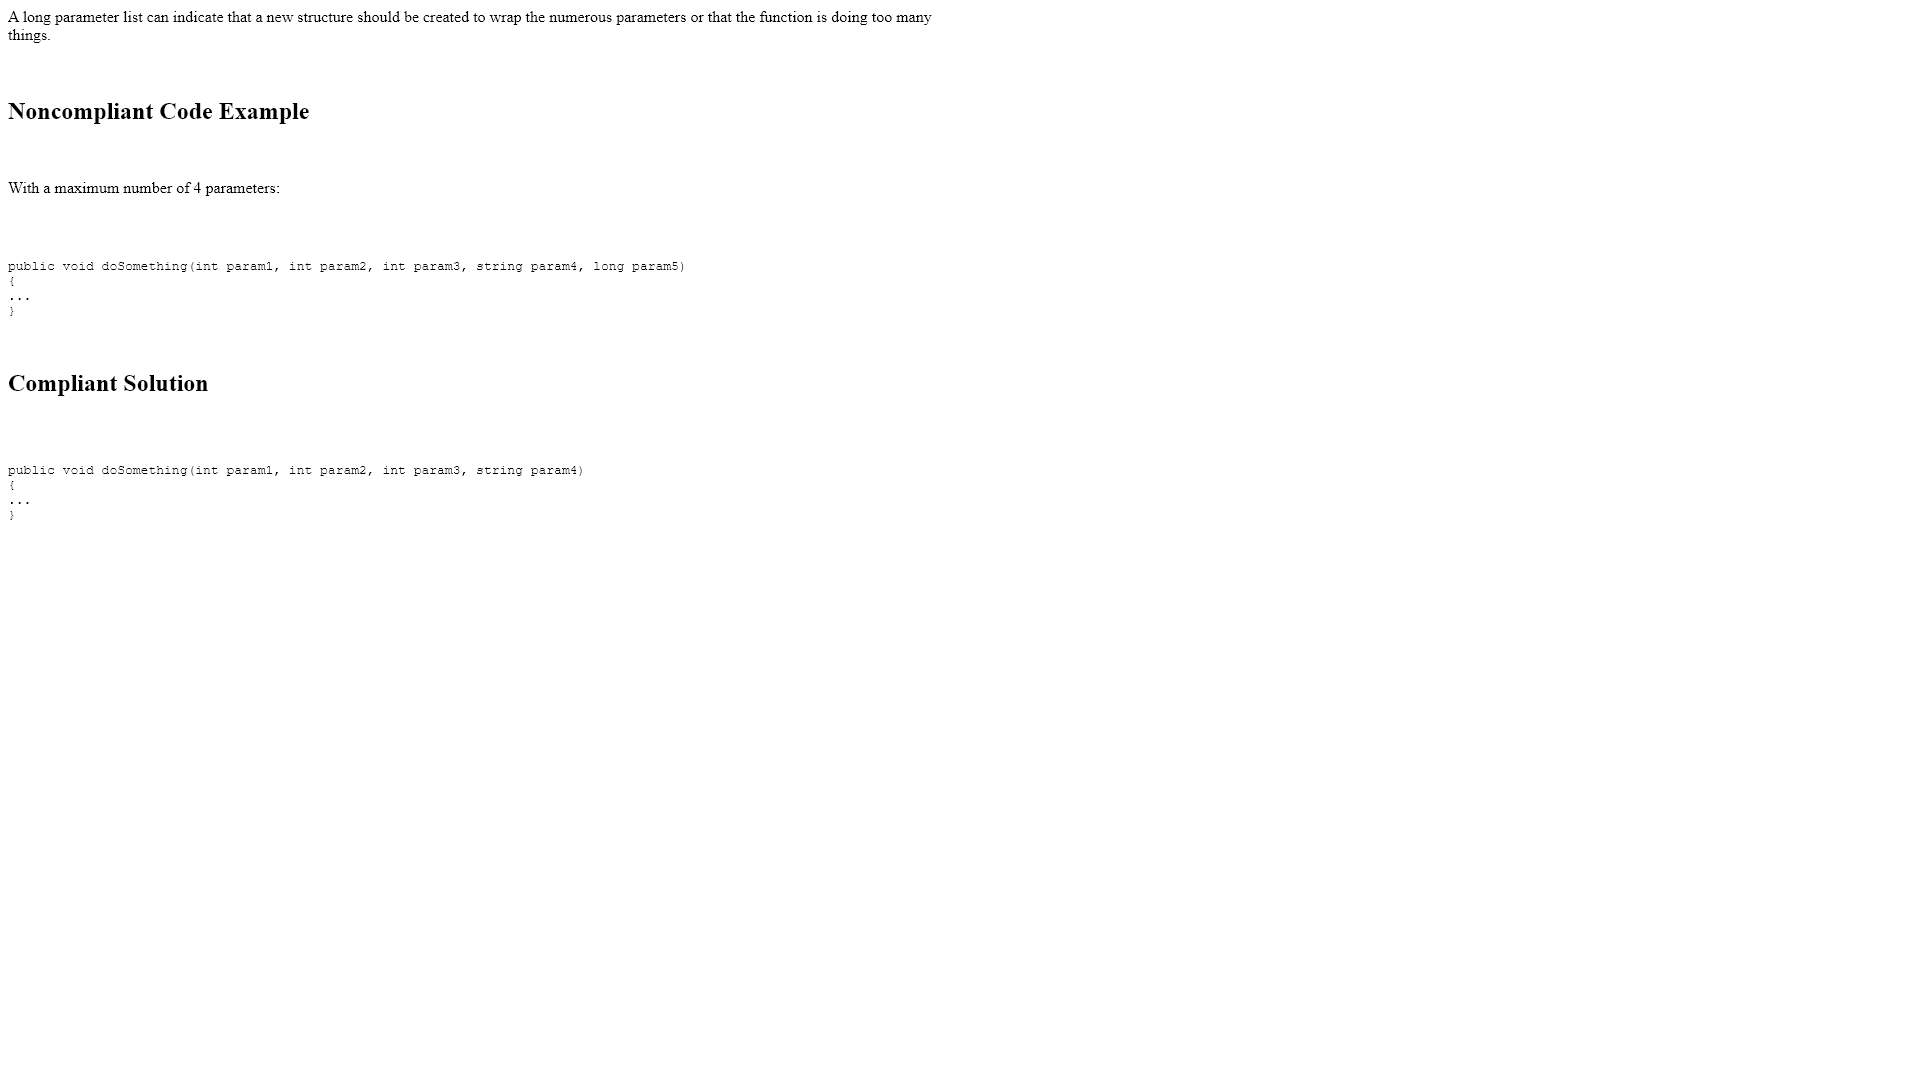 A long parameter list can indicate that a new structure should be created to wrap the numerous parameters or that the function is doing too many
things.
Noncompliant Code Example
With a maximum number of 4 parameters:
public void doSomething(int param1, int param2, int param3, string param4, long param5)
{
...
}
Compliant Solution
public void doSomething(int param1, int param2, int param3, string param4)
{
...
}